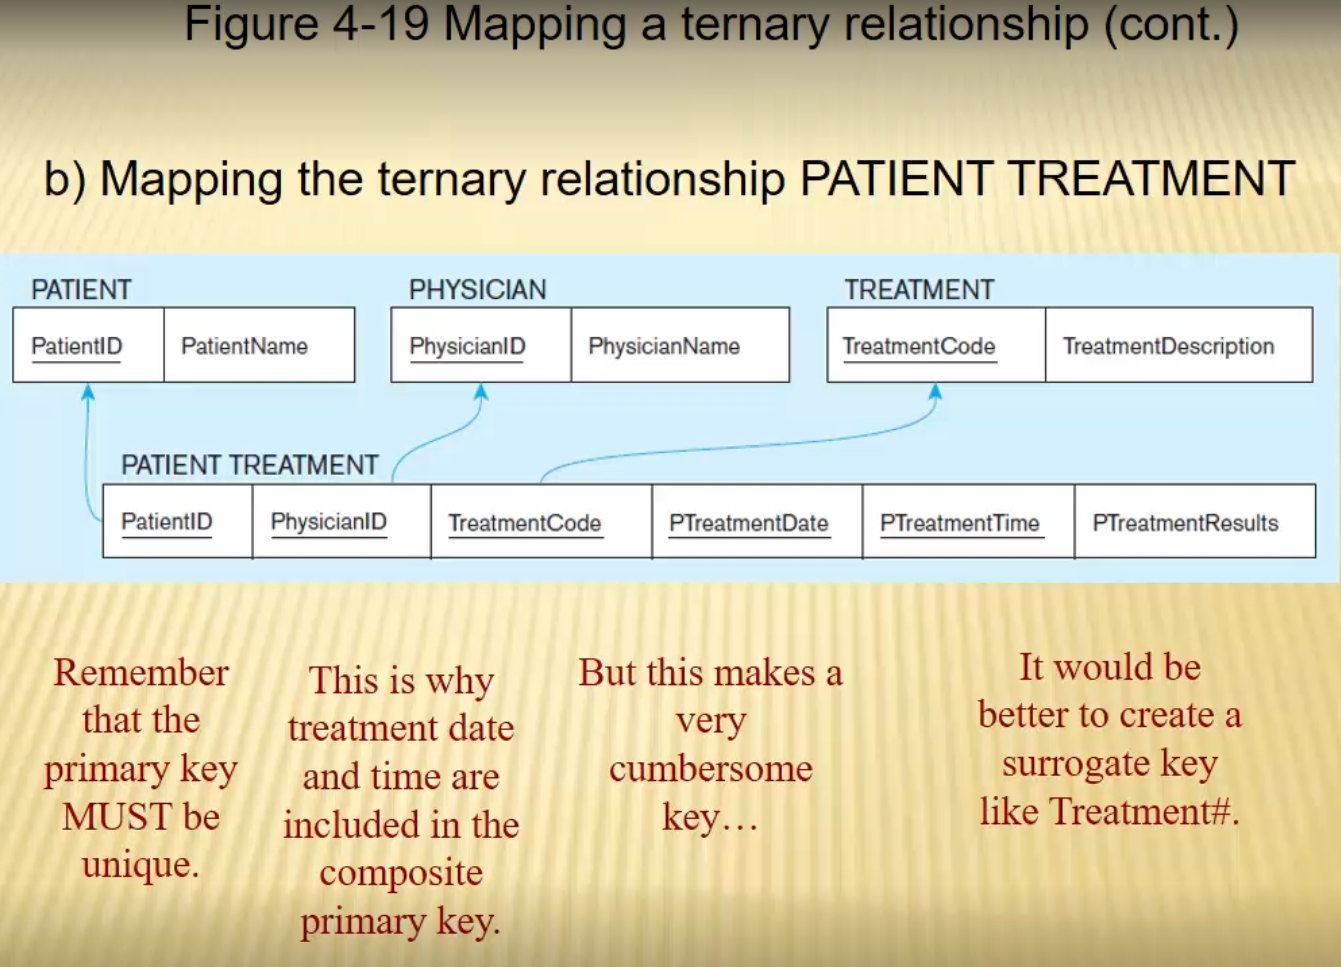 Figure 4-19 Mapping a ternary relationship (cont.)
b) Mapping the ternary relationship PATIENT TREATMENT
PATIENT
PatientID PatientName
PHYSICIAN
PhysicianID PhysicianName
TREATMENT
TreatmentCode TreatmentDescription
PATIENT TREATMENT
PatientID PhysicianID TreatmentCode PTreatmentDate PTreatmentTime PTreatmentResults
Remember
that the
primary key
MUST be
unique.
This is why
treatment date
and time are
included in the
composite
primary key.
But this makes a
very
cumbersome
key…
It would be
better to create a
surrogate key
like Treatment#.